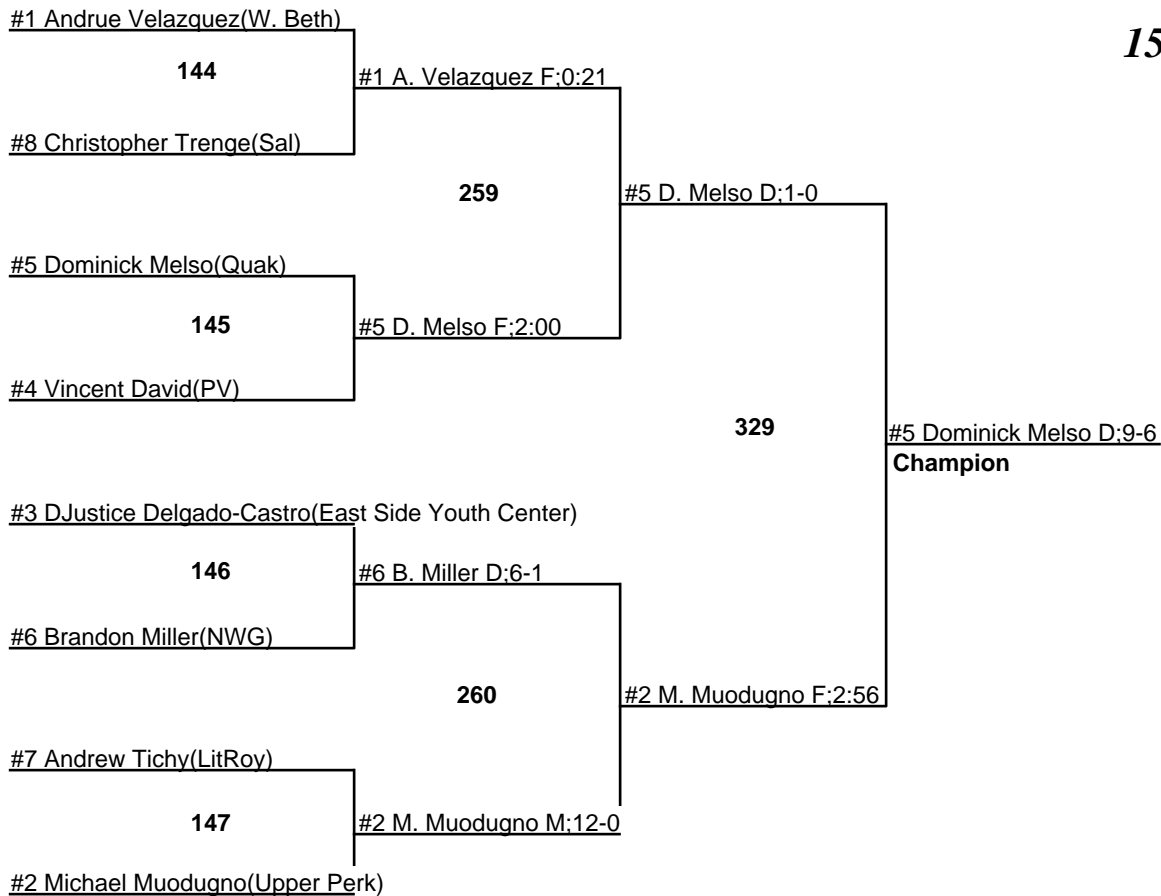 #1 Andrue Velazquez(W. Beth)
15
144
#1 A. Velazquez F;0:21
#8 Christopher Trenge(Sal)
259
#5 D. Melso D;1-0
#5 Dominick Melso(Quak)
145
#5 D. Melso F;2:00
#4 Vincent David(PV)
329
#5 Dominick Melso D;9-6
Champion
#3 DJustice Delgado-Castro(East Side Youth Center)
146
#6 B. Miller D;6-1
#6 Brandon Miller(NWG)
260
#2 M. Muodugno F;2:56
#7 Andrew Tichy(LitRoy)
147
#2 M. Muodugno M;12-0
#2 Michael Muodugno(Upper Perk)